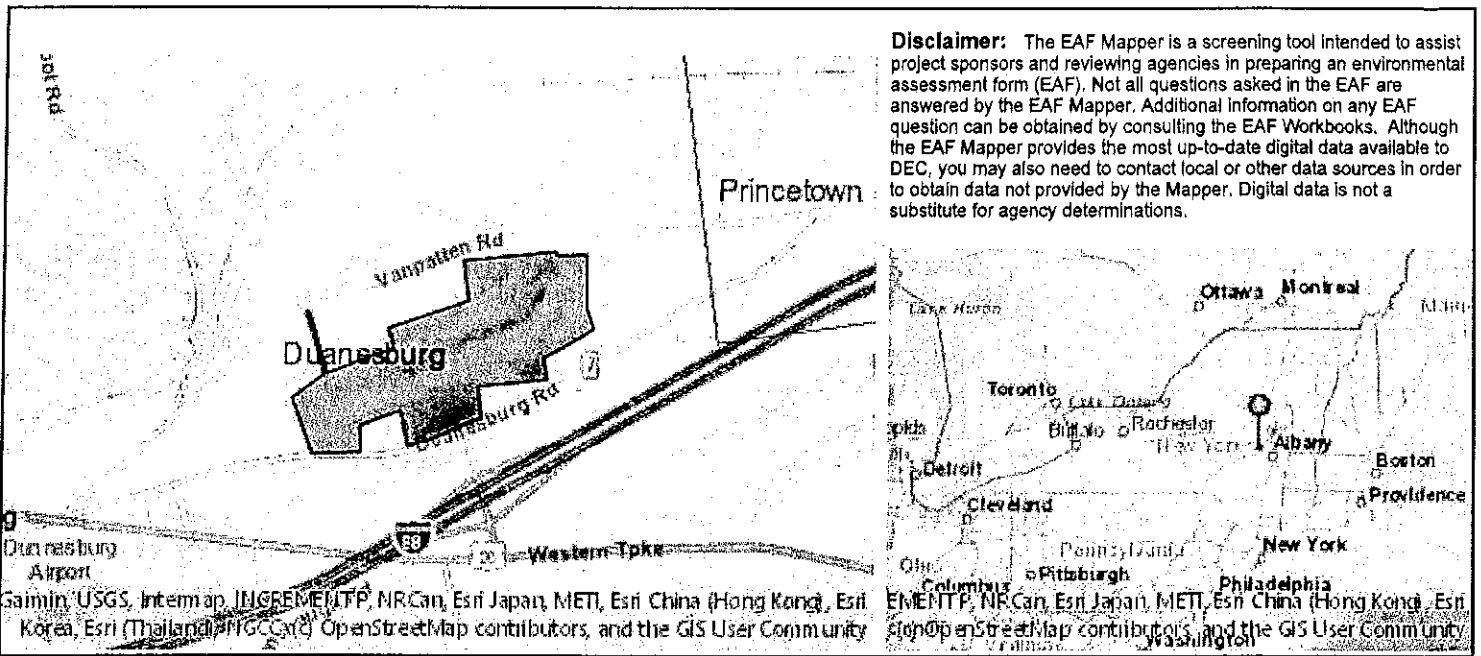 Disclaimer: The EAF Mapper is a screening tool intended to assist
project sponsors and reviewing agencies in preparing an environmental
assessment form (EAF). Not all questions asked in the EAF are
answered by the EAF Mapper. Additional information on any EAF
question can be obtained by consulting the EAF Workbooks. Although
the EAF Mapper provides the most up-to-date digital data available to
DEC, you may also need to contact local or other data sources in order
to obtain data not provided by the Mapper. Digital data is not a
substitute for agency determinations.
Princetown
Vanpatten Rd
Duanesburg
7
Duanesburg Rd
88
20
Western Tpke
Duanesburg
Airport
Garmin, USGS, Intermap, INCREMENT P, NRCan, Esri Japan, METI, Esri China (Hong Kong), Esri
Korea, Esri (Thailand), NGCC, (c) OpenStreetMap contributors, and the GIS User Community
Ottawa
Montreal
Lake Huron
Toronto
Buffalo
Rochester
New York
Albany
Boston
Detroit
Providence
Cleveland
Pennsylvania
New York
Columbus
Pittsburgh
Philadelphia
EMENT P, NRCan, Esri Japan, METI, Esri China (Hong Kong), Esri
OpenStreetMap contributors, and the GIS User Community
Washington